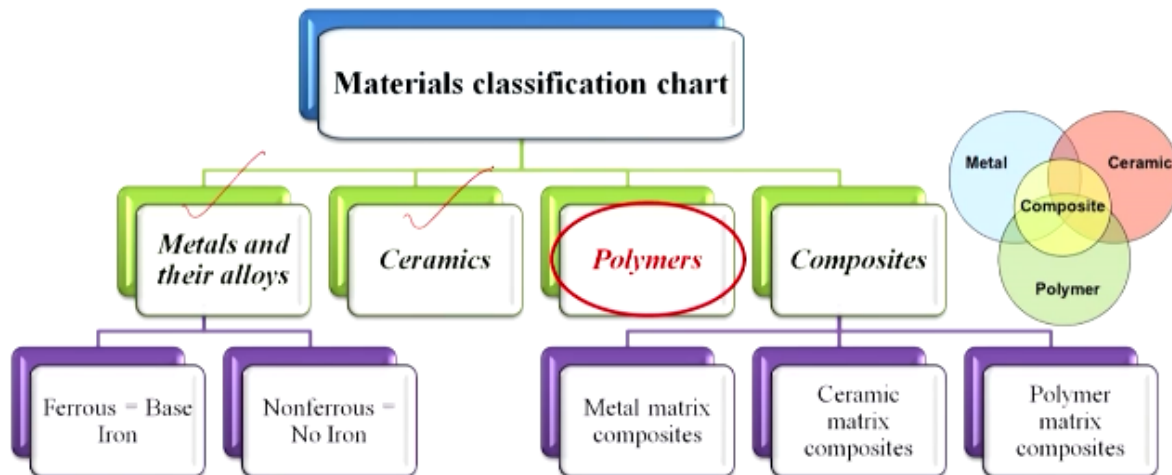 Materials classification chart
Metals and
their alloys
Ceramics
Polymers
Composites
Metal
Ceramic
Composite
Polymer
Ferrous = Base
Iron
Nonferrous =
No Iron
Metal matrix
composites
Ceramic
matrix
composites
Polymer
matrix
composites